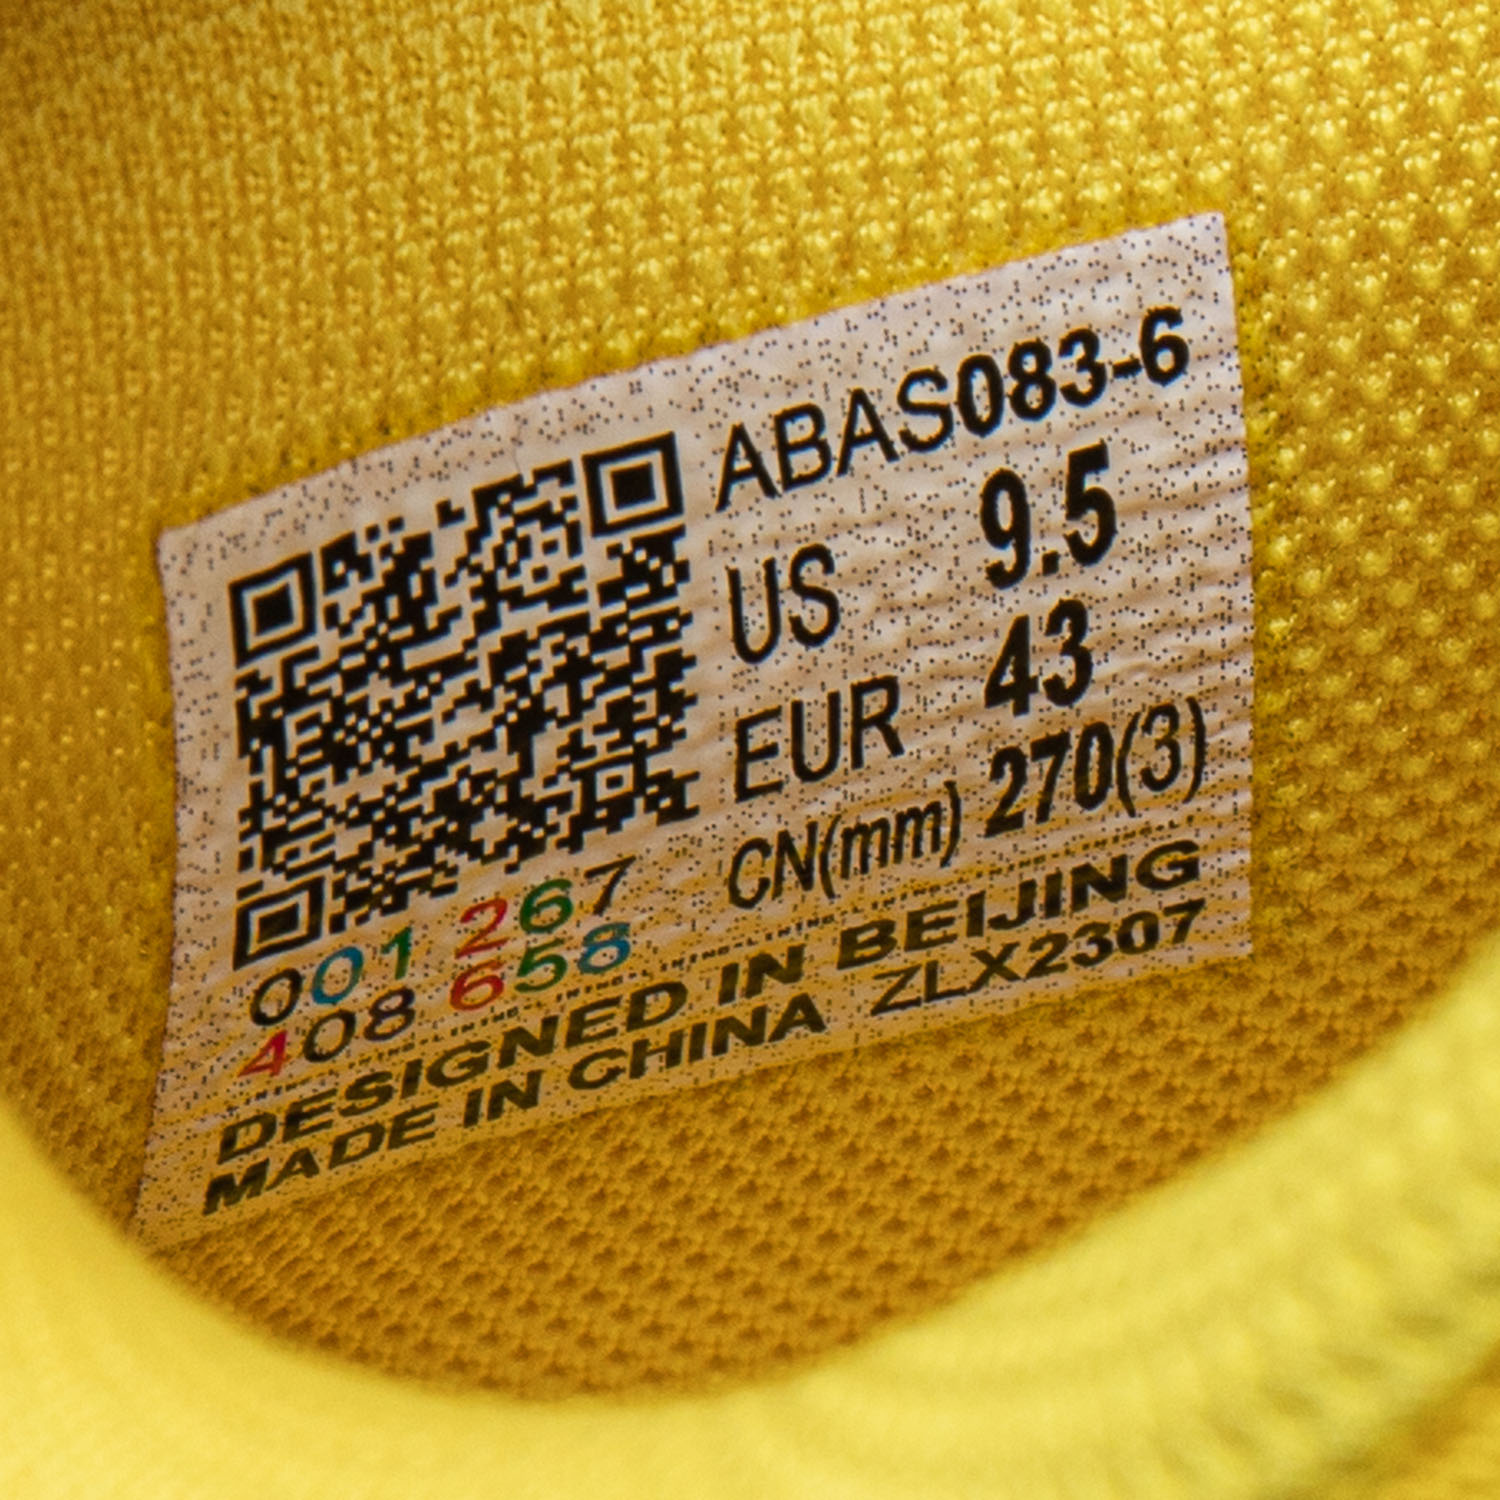 ABAS083-6
US 9.5
EUR 43
CN(mm) 270(3)
001 267
408 658
DESIGNED IN BEIJING
MADE IN CHINA ZLX2307